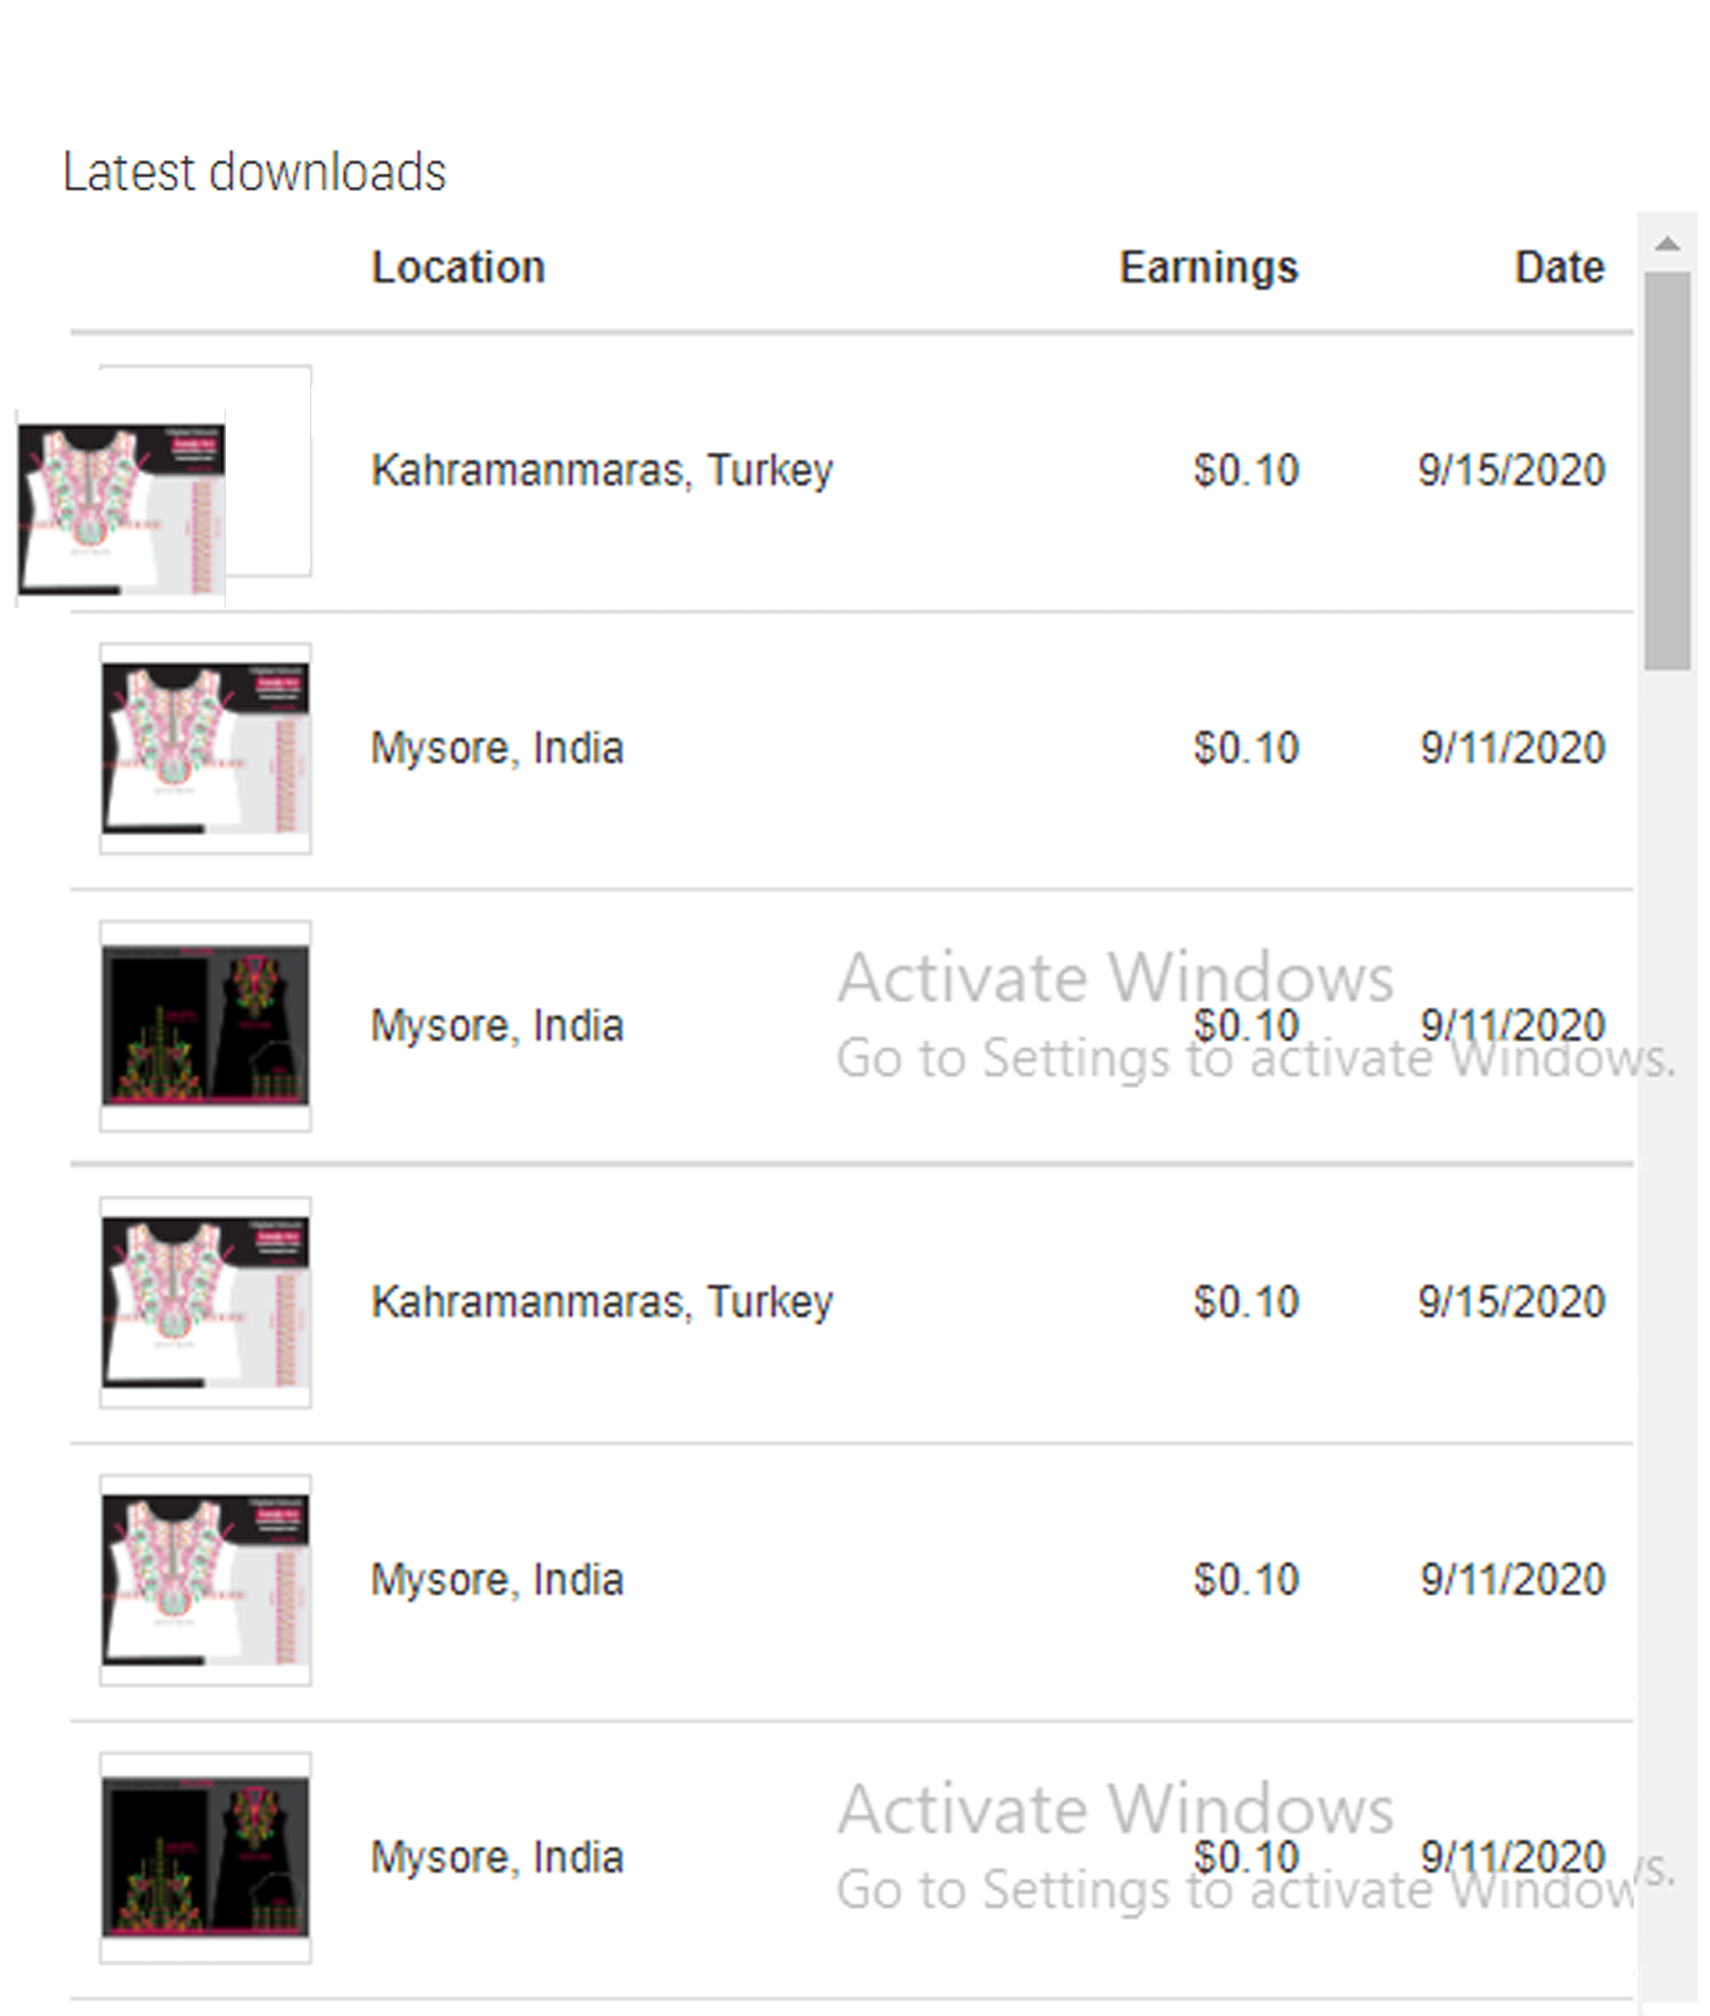 Latest downloads
Location Earnings Date
Kahramanmaras, Turkey $0.10 9/15/2020
Mysore, India $0.10 9/11/2020
Activate Windows
Mysore, India $0.10 9/11/2020
Go to Settings to activate Windows.
Kahramanmaras, Turkey $0.10 9/15/2020
Mysore, India $0.10 9/11/2020
Activate Windows
Mysore, India $0.10 9/11/2020
Go to Settings to activate Window
s.